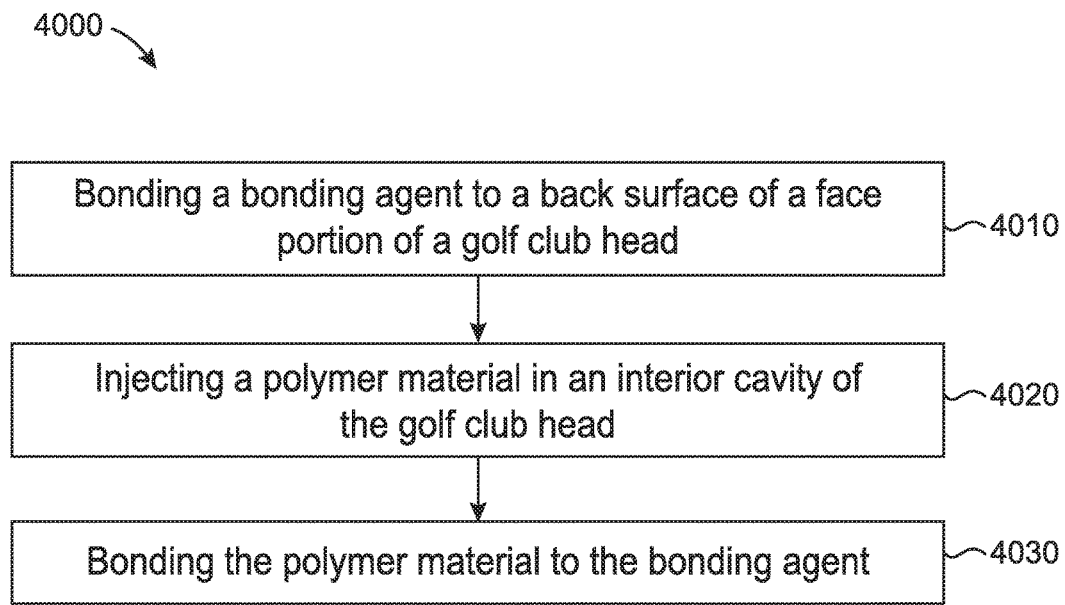 4000
Bonding a bonding agent to a back surface of a face
portion of a golf club head
4010
Injecting a polymer material in an interior cavity of
the golf club head
4020
Bonding the polymer material to the bonding agent
4030